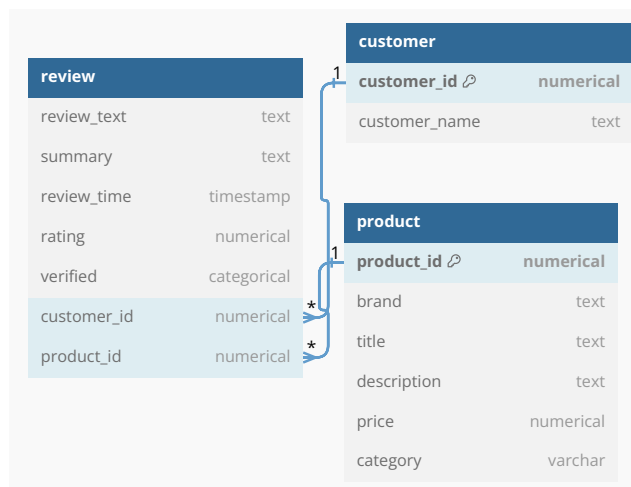 review
review_text text
summary text
review_time timestamp
rating numerical
verified categorical
customer_id numerical
product_id numerical
*
*
1
1
customer
customer_id numerical
customer_name text
product
product_id numerical
brand text
title text
description text
price numerical
category varchar